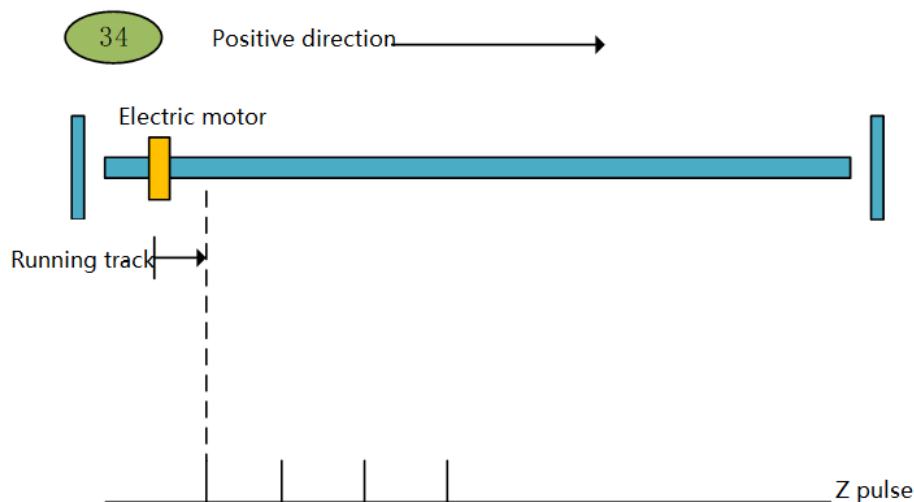 34
Positive direction
Electric motor
Running track
Z pulse